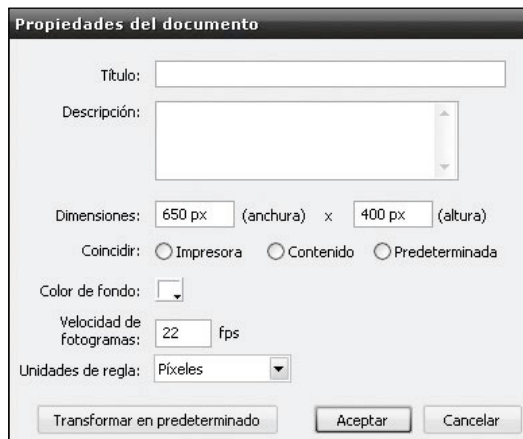 Propiedades del documento
Título:
Descripción:
Dimensiones: 650 px (anchura) x 400 px (altura)
Coincidir: Impresora Contenido Predeterminada
Color de fondo:
Velocidad de
fotogramas: 22 fps
Unidades de regla: Píxeles
Transformar en predeterminado Aceptar Cancelar